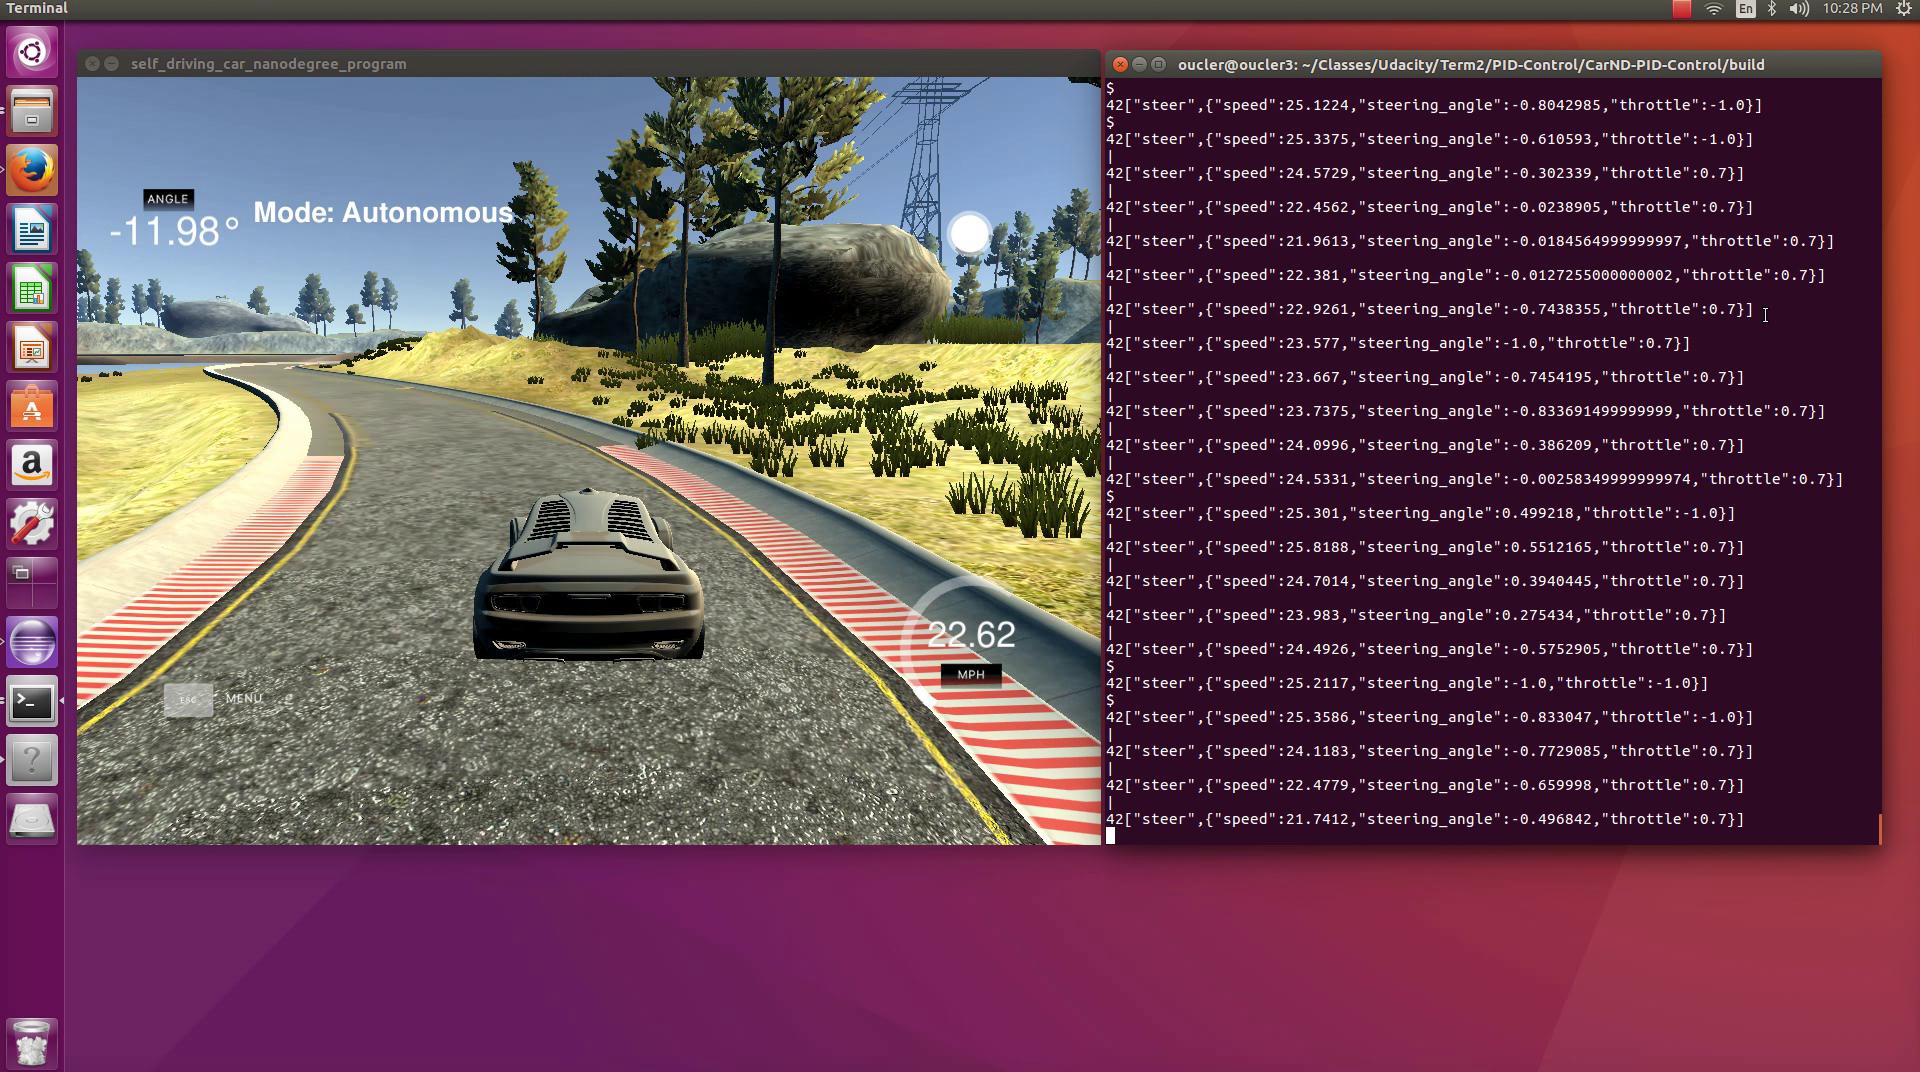 Terminal
En
10:28 PM
self_driving_car_nanodegree_program
ANGLE
-11.98°
Mode: Autonomous
22.62
MPH
ESC
MENU
a
oucler@oucler3: ~/Classes/Udacity/Term2/PID-Control/CarND-PID-Control/build
$
42["steer",{"speed":25.1224,"steering_angle":-0.8042985,"throttle":-1.0}]
$
42["steer",{"speed":25.3375,"steering_angle":-0.610593,"throttle":-1.0}]
|
42["steer",{"speed":24.5729,"steering_angle":-0.302339,"throttle":0.7}]
|
42["steer",{"speed":22.4562,"steering_angle":-0.0238905,"throttle":0.7}]
|
42["steer",{"speed":21.9613,"steering_angle":-0.0184564999999997,"throttle":0.7}]
|
42["steer",{"speed":22.381,"steering_angle":-0.0127255000000002,"throttle":0.7}]
|
42["steer",{"speed":22.9261,"steering_angle":-0.7438355,"throttle":0.7}]
|
42["steer",{"speed":23.577,"steering_angle":-1.0,"throttle":0.7}]
|
42["steer",{"speed":23.667,"steering_angle":-0.7454195,"throttle":0.7}]
|
42["steer",{"speed":23.7375,"steering_angle":-0.833691499999999,"throttle":0.7}]
|
42["steer",{"speed":24.0996,"steering_angle":-0.386209,"throttle":0.7}]
|
42["steer",{"speed":24.5331,"steering_angle":-0.00258349999999974,"throttle":0.7}]
$
42["steer",{"speed":25.301,"steering_angle":0.499218,"throttle":-1.0}]
|
42["steer",{"speed":25.8188,"steering_angle":0.5512165,"throttle":0.7}]
|
42["steer",{"speed":24.7014,"steering_angle":0.3940445,"throttle":0.7}]
|
42["steer",{"speed":23.983,"steering_angle":0.275434,"throttle":0.7}]
|
42["steer",{"speed":24.4926,"steering_angle":-0.5752905,"throttle":0.7}]
$
42["steer",{"speed":25.2117,"steering_angle":-1.0,"throttle":-1.0}]
$
42["steer",{"speed":25.3586,"steering_angle":-0.833047,"throttle":-1.0}]
|
42["steer",{"speed":24.1183,"steering_angle":-0.7729085,"throttle":0.7}]
|
42["steer",{"speed":22.4779,"steering_angle":-0.659998,"throttle":0.7}]
|
42["steer",{"speed":21.7412,"steering_angle":-0.496842,"throttle":0.7}]